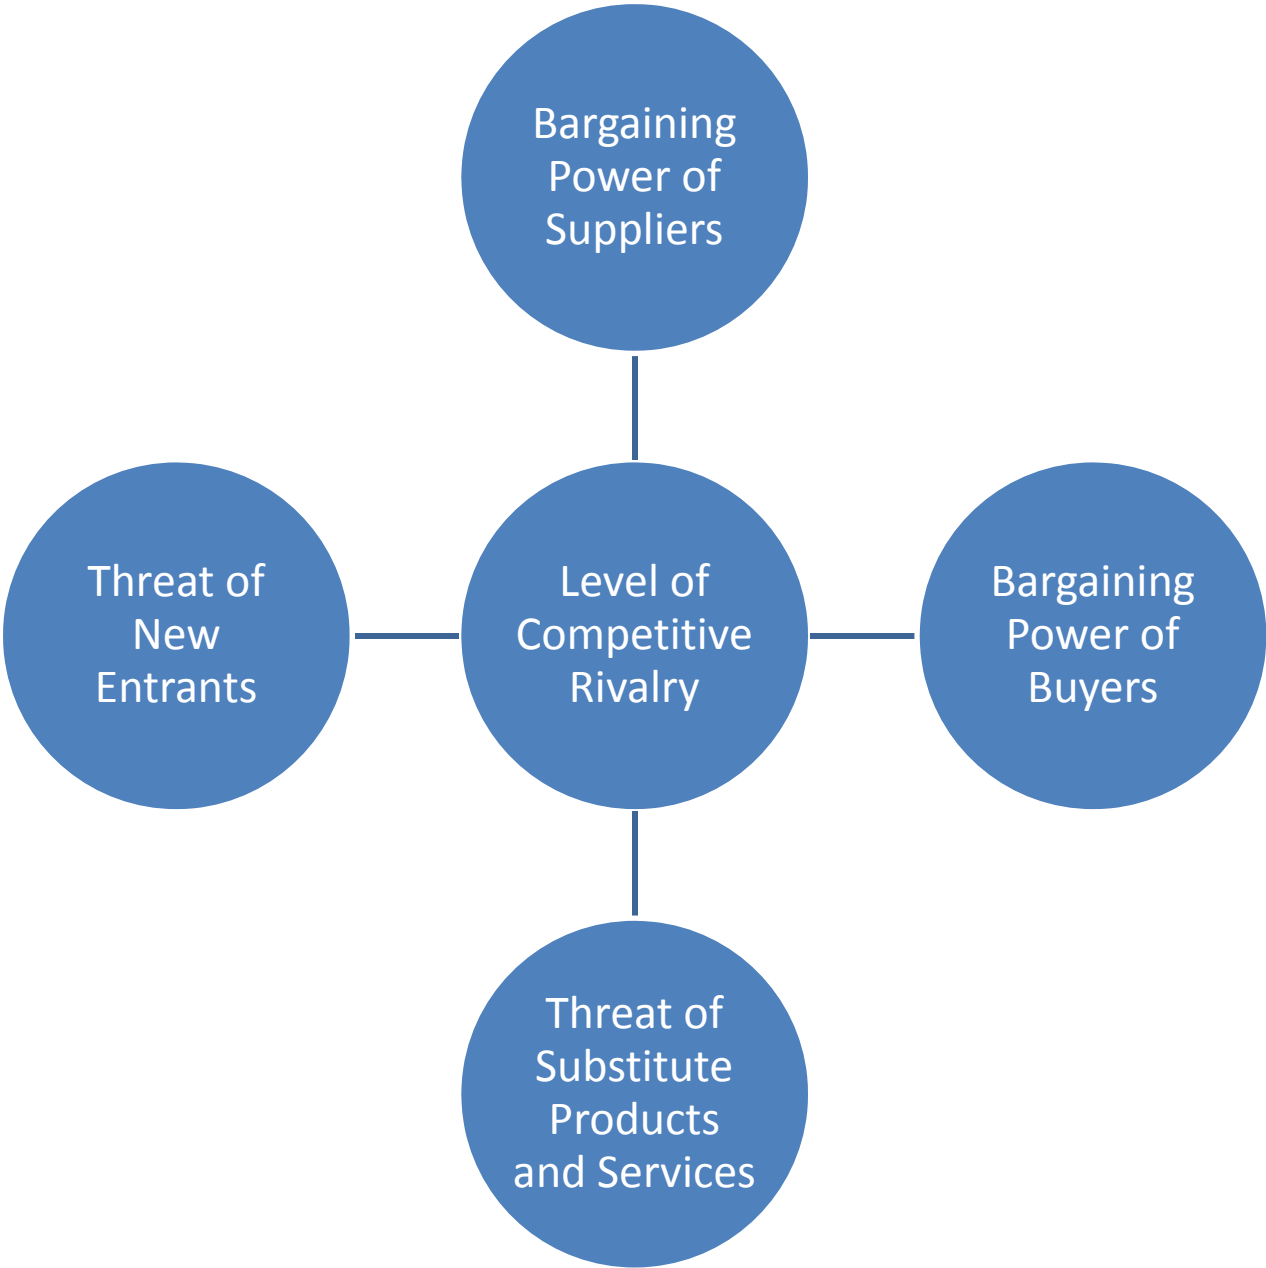 Bargaining
Power of
Suppliers
Threat of
New
Entrants
Level of
Competitive
Rivalry
Bargaining
Power of
Buyers
Threat of
Substitute
Products
and Services